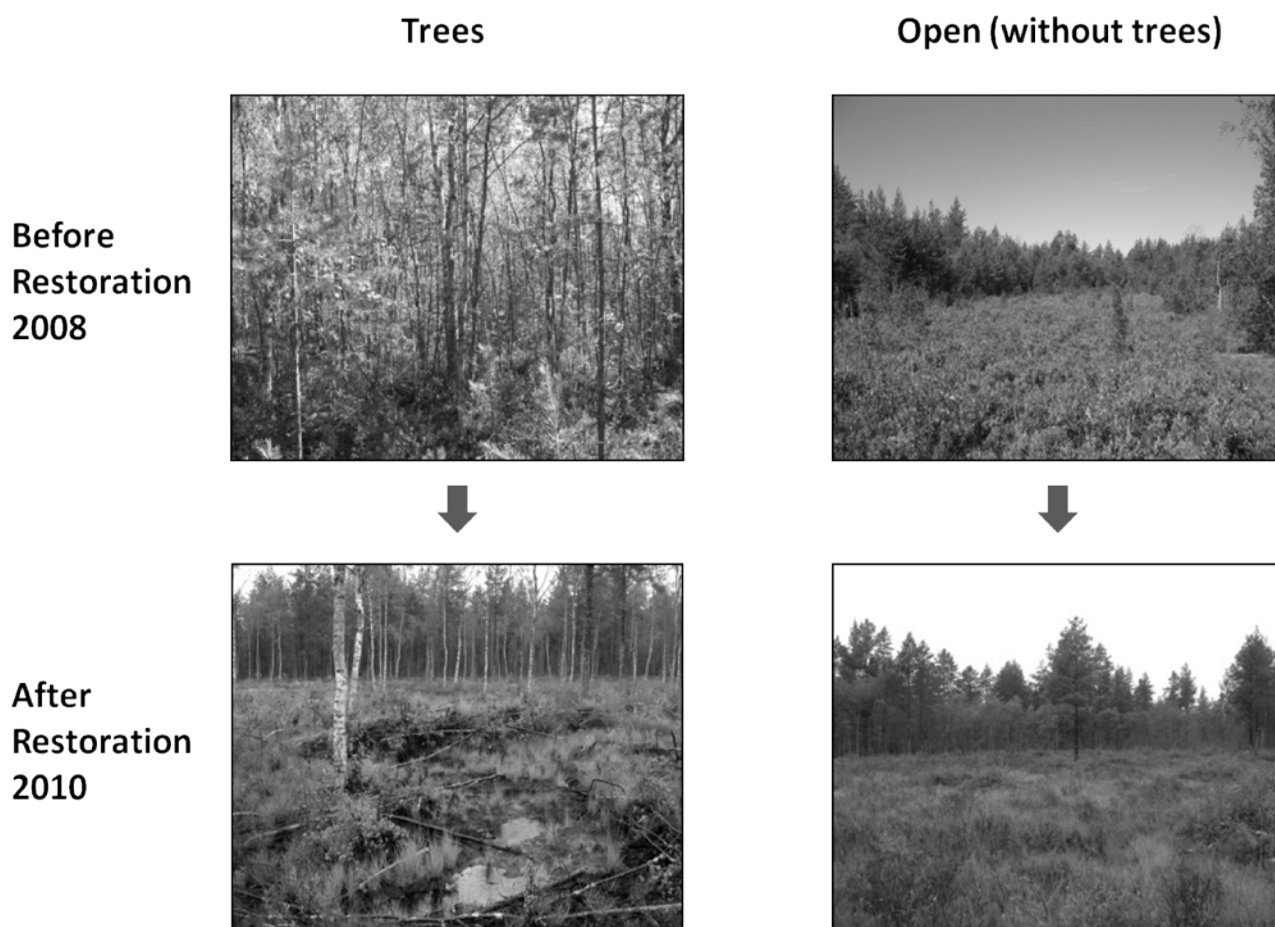 Trees
Open (without trees)
Before
Restoration
2008
After
Restoration
2010